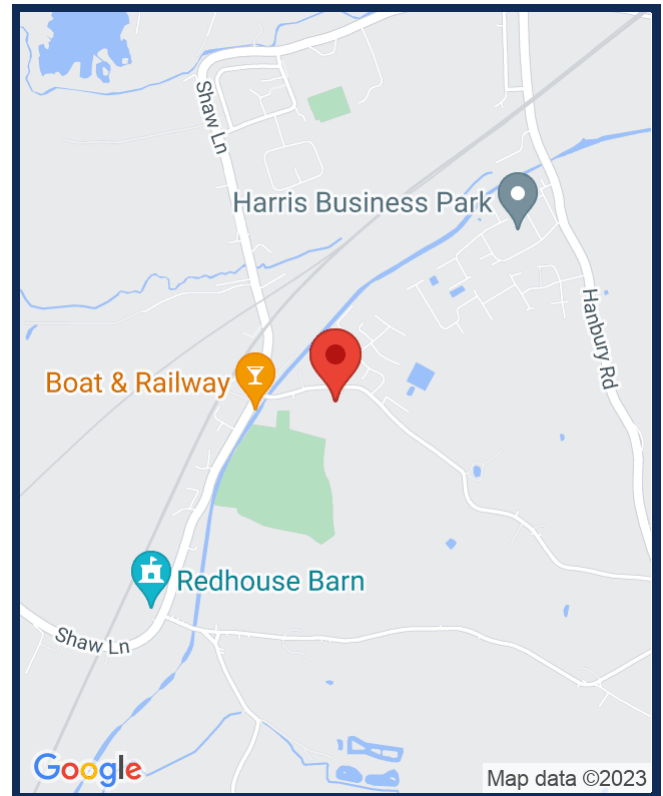 Shaw Ln
Harris Business Park
Hanbury Rd
Boat & Railway
Redhouse Barn
Shaw Ln
Google
Map data ©2023